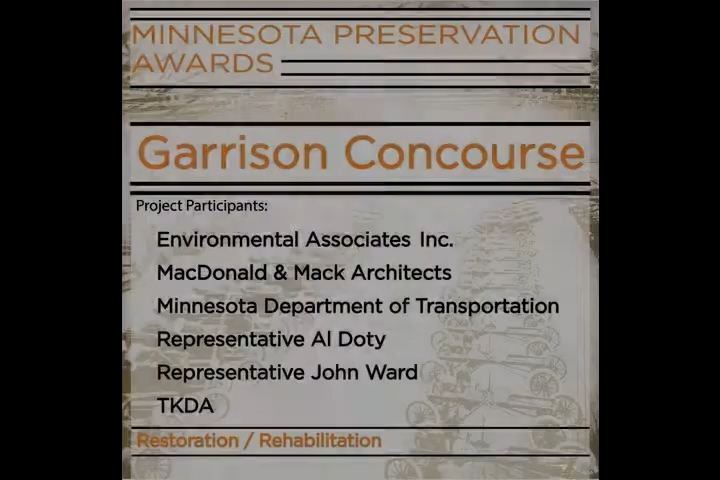 MINNESOTA PRESERVATION
AWARDS
Garrison Concourse
Project Participants:
Environmental Associates Inc.
MacDonald & Mack Architects
Minnesota Department of Transportation
Representative Al Doty
Representative John Ward
TKDA
Restoration / Rehabilitation